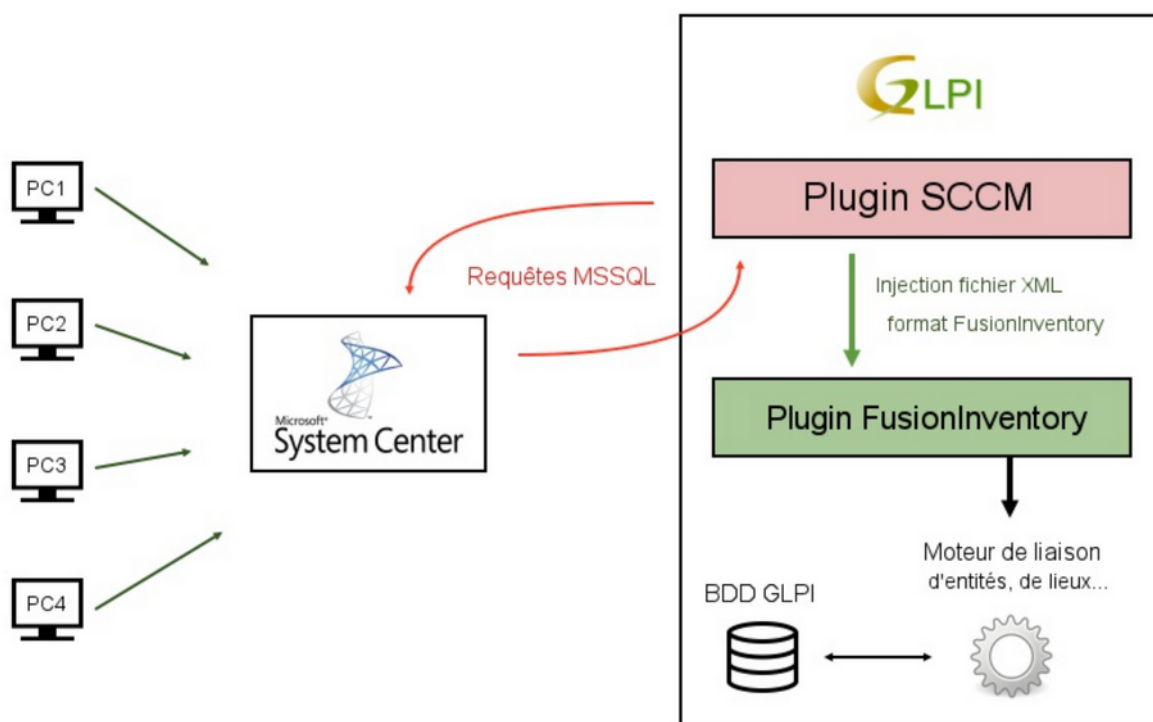 GLPI
PC1
PC2
PC3
PC4
Requêtes MSSQL
Microsoft®
System Center™
Plugin SCCM
Injection fichier XML
format FusionInventory
Plugin FusionInventory
Moteur de liaison
d'entités, de lieux...
BDD GLPI